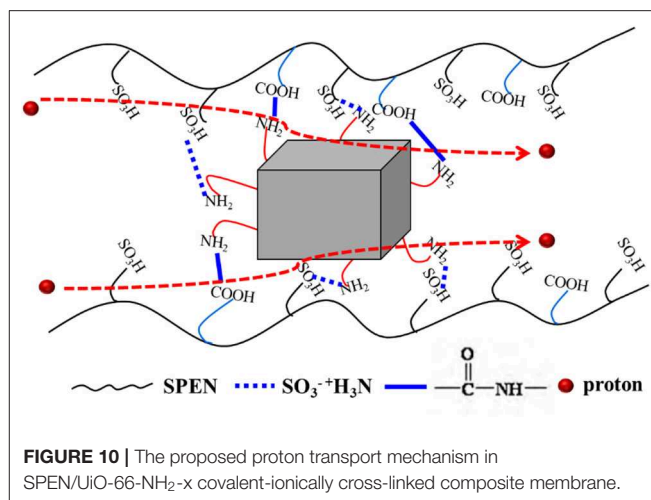 SO₃H SO₃H COOH SO₃H COOH SO₃H COOH SO₃H
NH₂ NH₂
NH₂
NH₂
NH₂ NH₂
SO₃H COOH SO₃H NH₂ SO₃H SO₃H COOH SO₃H
SPEN SO₃⁻⁺H₃N O
C NH proton
FIGURE 10 | The proposed proton transport mechanism in
SPEN/UiO-66-NH₂-x covalent-ionically cross-linked composite membrane.